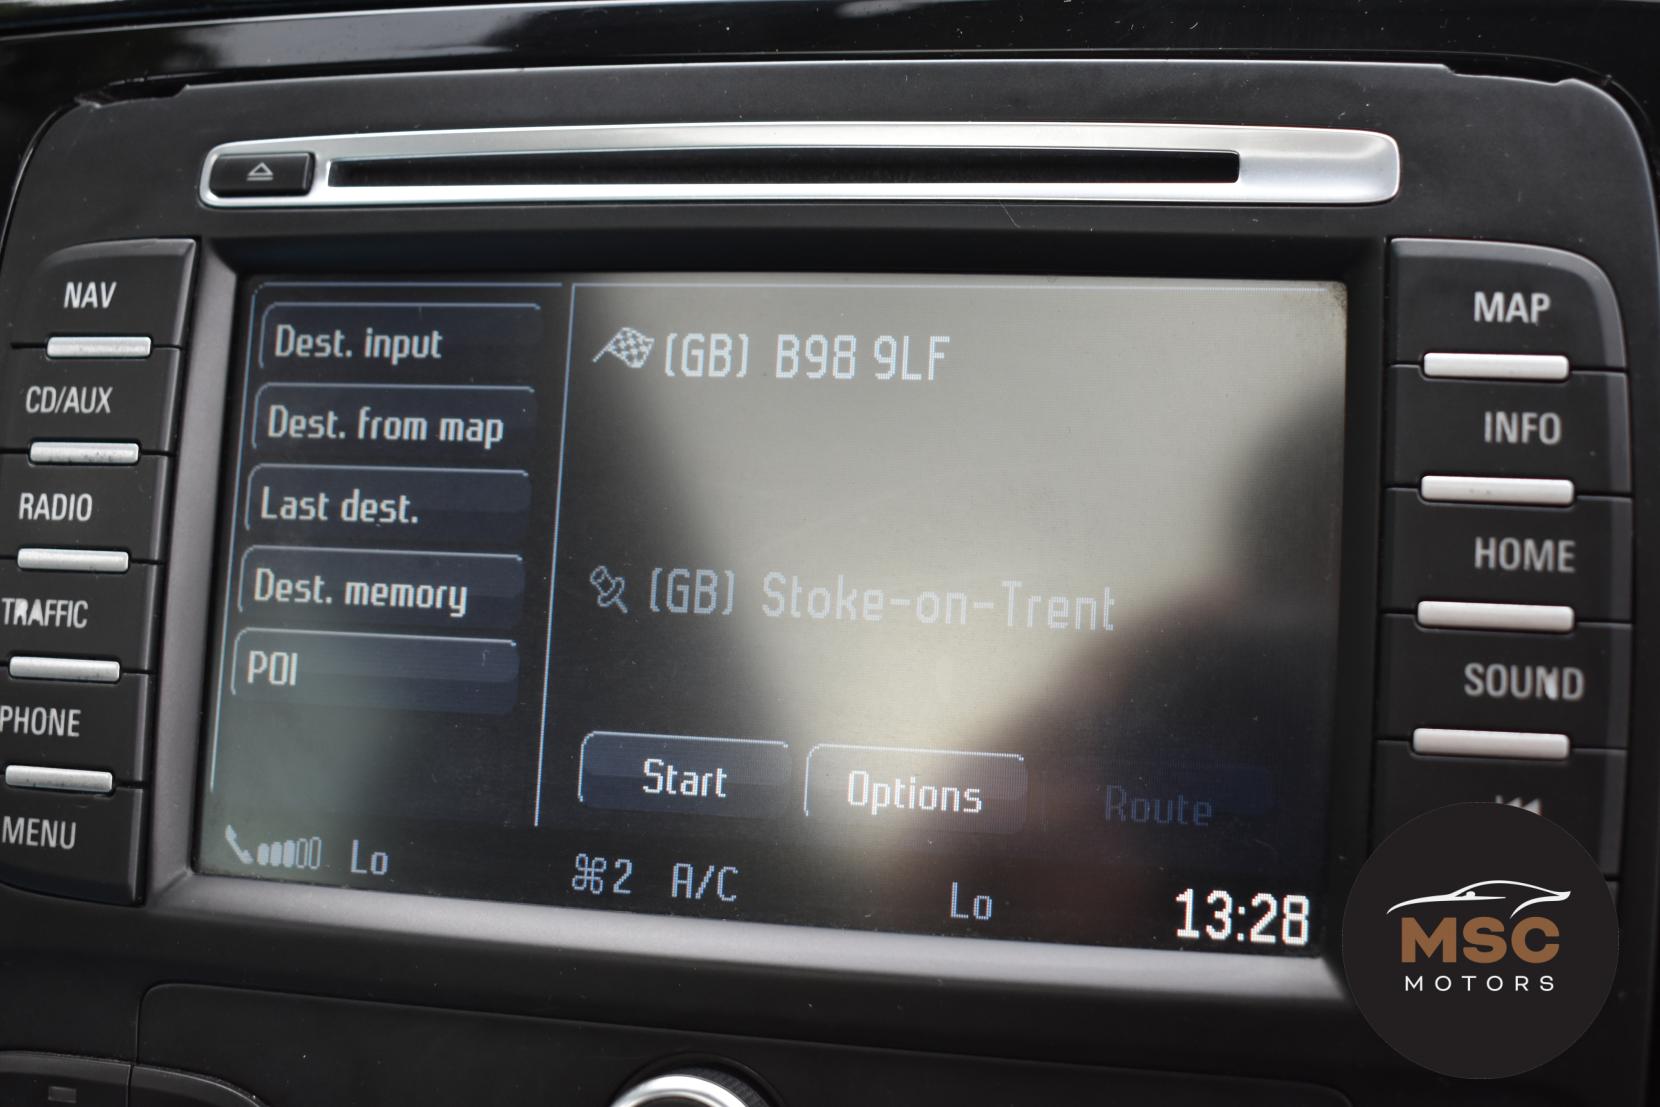 NAV
CD/AUX
RADIO
TRAFFIC
PHONE
MENU
Dest. input
Dest. from map
Last dest.
Dest. memory
POI
(GB) B98 9LF
(GB) Stoke-on-Trent
Start
Options
Route
Lo
⌘2 A/C
Lo
13:28
MAP
INFO
HOME
SOUND
MSC
MOTORS